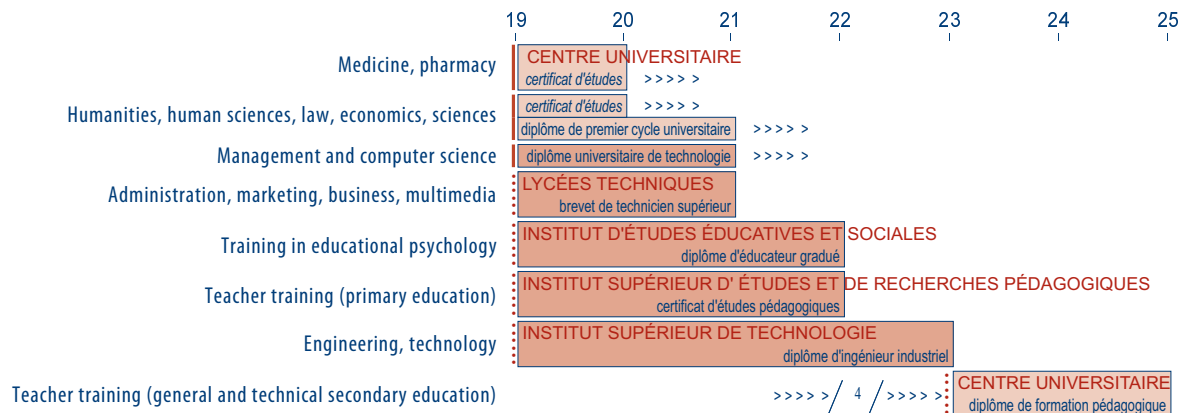 19 20 21 22 23 24 25
Medicine, pharmacy
CENTRE UNIVERSITAIRE
certificat d'études >>>> >
Humanities, human sciences, law, economics, sciences
certificat d'études >>>> >
diplôme de premier cycle universitaire >>>> >
Management and computer science
diplôme universitaire de technologie >>>> >
Administration, marketing, business, multimedia
LYCÉES TECHNIQUES
brevet de technicien supérieur
Training in educational psychology
INSTITUT D'ÉTUDES ÉDUCATIVES ET SOCIALES
diplôme d'éducateur gradué
Teacher training (primary education)
INSTITUT SUPÉRIEUR D' ÉTUDES ET DE RECHERCHES PÉDAGOGIQUES
certificat d'études pédagogiques
Engineering, technology
INSTITUT SUPÉRIEUR DE TECHNOLOGIE
diplôme d'ingénieur industriel
Teacher training (general and technical secondary education)
>>>> > / 4 / >>>> >
CENTRE UNIVERSITAIRE
diplôme de formation pédagogique